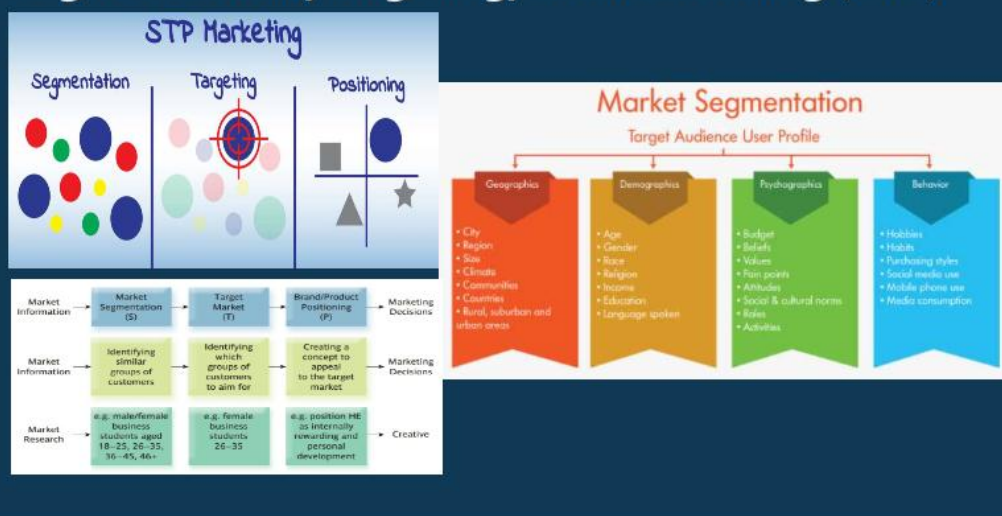 STP Marketing
Segmentation
Targeting
Positioning
Market Segmentation
Target Audience User Profile
Geographics
• City
• Region
• Size
• Climate
• Communities
• Countries
• Rural, suburban and
urban areas
Demographics
• Age
• Gender
• Race
• Religion
• Income
• Education
• Language spoken
Psychographics
• Budget
• Beliefs
• Values
• Pain points
• Attitudes
• Social & cultural norms
• Roles
• Activities
Behavior
• Hobbies
• Habits
• Purchasing styles
• Social media use
• Mobile phone use
• Media consumption
Market
Information
Market
Segmentation
(S)
Target
Market
(T)
Brand/Product
Positioning
(P)
Marketing
Decisions
Market
Information
Identifying
similar
groups of
customers
Identifying
which
groups of
customers
to aim for
Creating a
concept to
appeal
to the target
market
Marketing
Decisions
Market
Research
e.g. male/female
business
students aged
18–25, 26–35,
36–45, 46+
e.g. female
business
students
26–35
e.g. position HE
as internally
rewarding and
personal
development
Creative